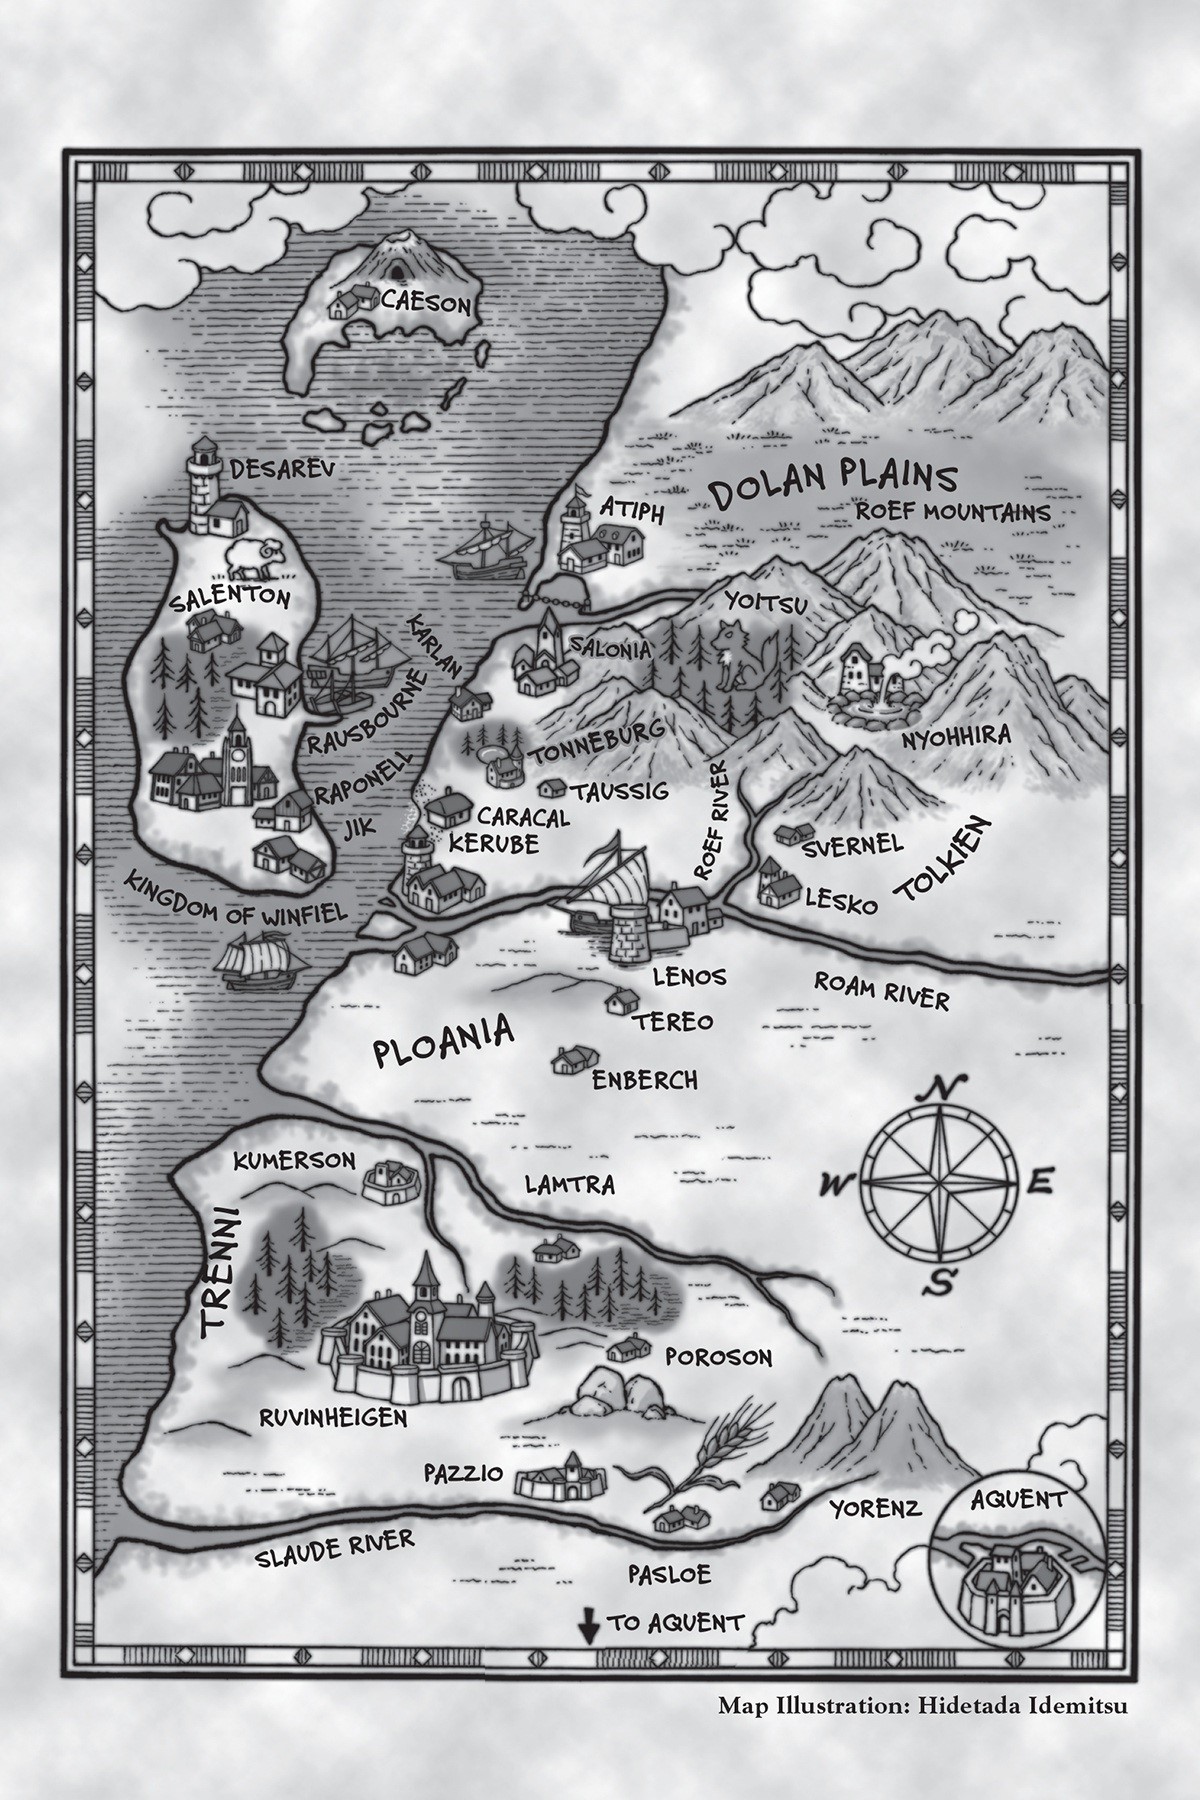 CAESON
DESAREV
DOLAN PLAINS
ATIPH
ROEF MOUNTAINS
SALENTON
YOITSU
KARLAN
SALONIA
RAUSBOURNE
TONNEBURG
NYOHHIRA
RAPONELL
TAUSSIG
ROEF RIVER
JIK
CARACAL
KERUBE
SVERNEL
TOLKIEN
KINGDOM OF WINFIEL
LESKO
LENOS
ROAM RIVER
TEREO
PLOANIA
ENBERCH
N
W
E
S
KUMERSON
LAMTRA
TRENNI
POROSON
RUVINHEIGEN
PAZZIO
YORENZ
AQUENT
SLAUDE RIVER
PASLOE
TO AQUENT
Map Illustration: Hidetada Idemitsu